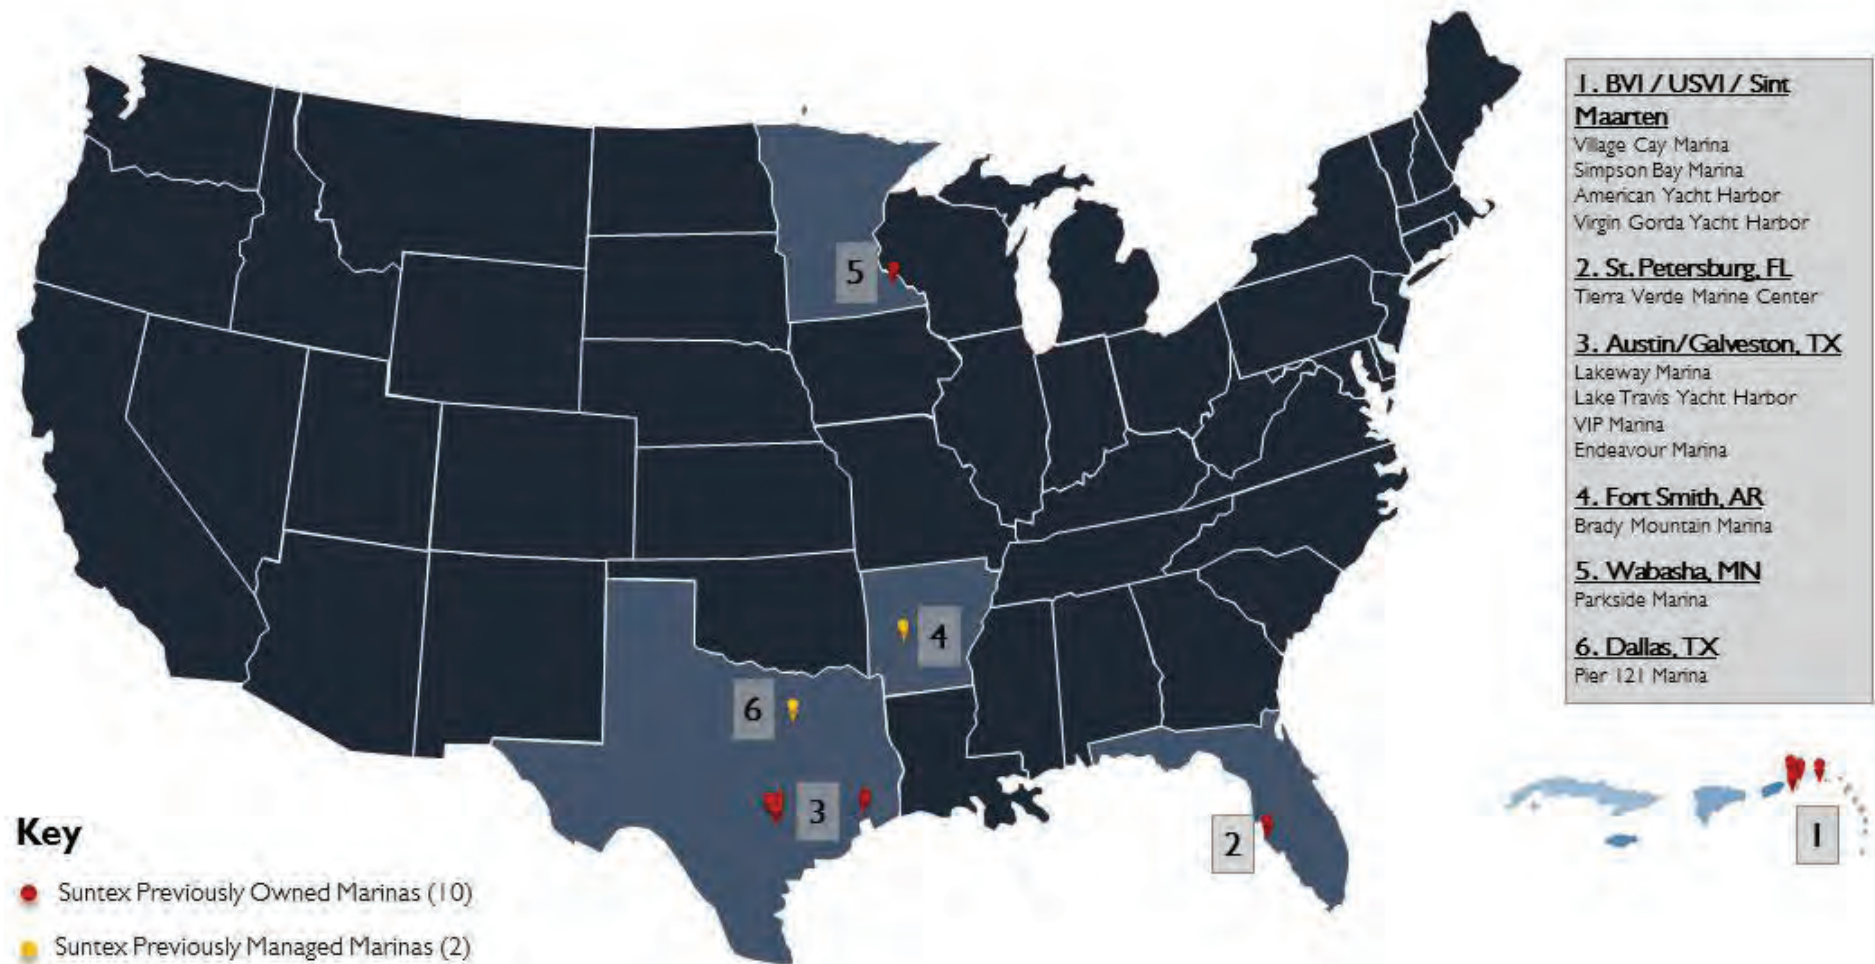 1. BVI / USVI / Sint
Maarten
Village Cay Marina
Simpson Bay Marina
American Yacht Harbor
Virgin Gorda Yacht Harbor
2. St. Petersburg, FL
Tierra Verde Marine Center
3. Austin/Galveston, TX
Lakeway Marina
Lake Travis Yacht Harbor
VIP Marina
Endeavour Marina
4. Fort Smith, AR
Brady Mountain Marina
5. Wabasha, MN
Parkside Marina
6. Dallas, TX
Pier 121 Marina
5
4
6
3
2
1
Key
Suntex Previously Owned Marinas (10)
Suntex Previously Managed Marinas (2)